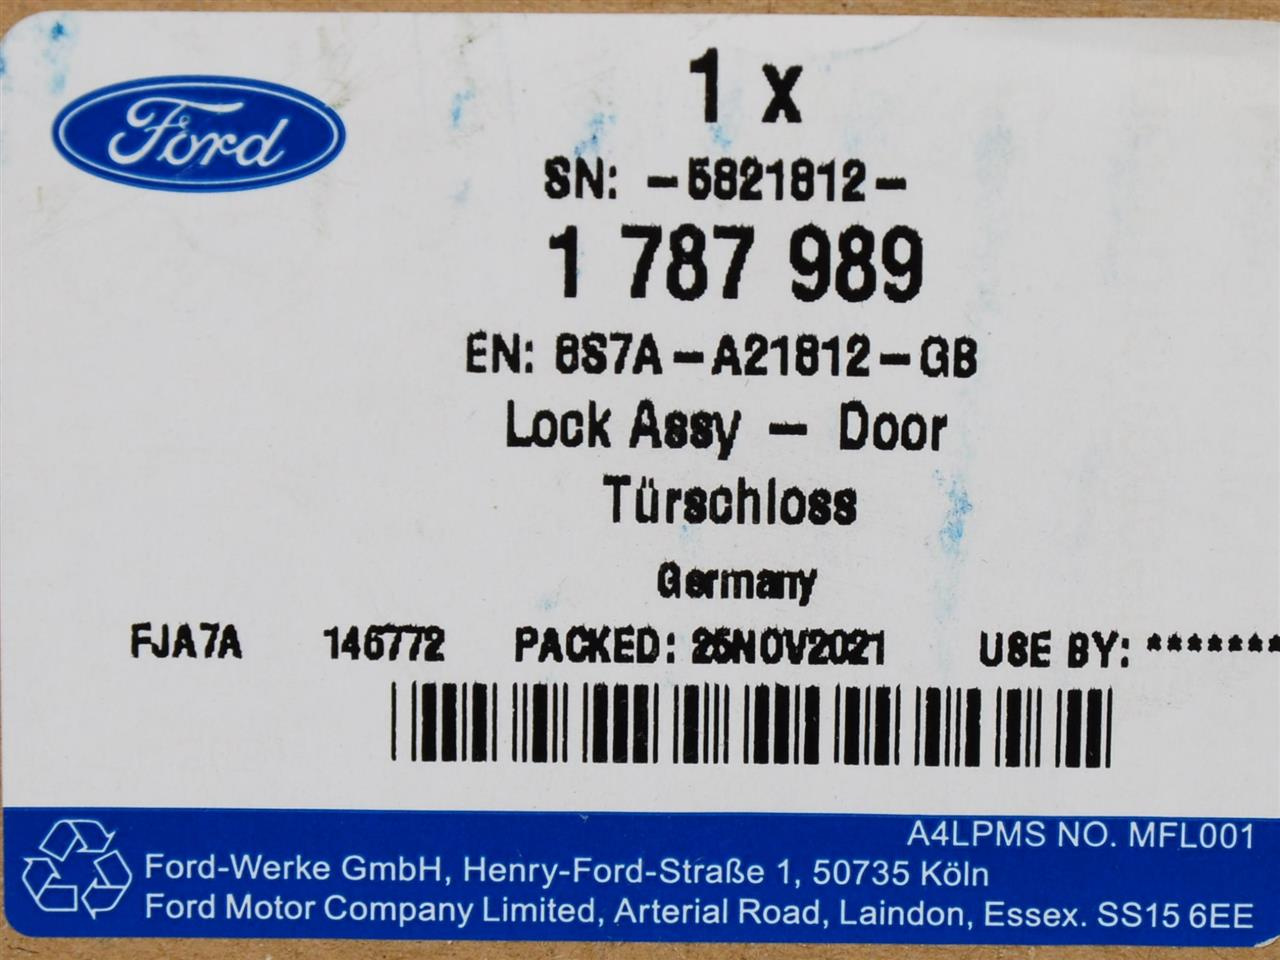 Ford
1 x
SN: -5821812-
1 787 989
EN: 6S7A-A21812-GB
Lock Assy - Door
Türschloss
Germany
FJA7A 146772 PACKED: 25NOV2021 USE BY: *******
A4LPMS NO. MFL001
Ford-Werke GmbH, Henry-Ford-Straße 1, 50735 Köln
Ford Motor Company Limited, Arterial Road, Laindon, Essex. SS15 6EE